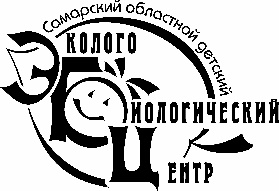 Самарский областной детский
ЭКОЛОГО
БИОЛОГИЧЕСКИЙ
ЦЕНТР